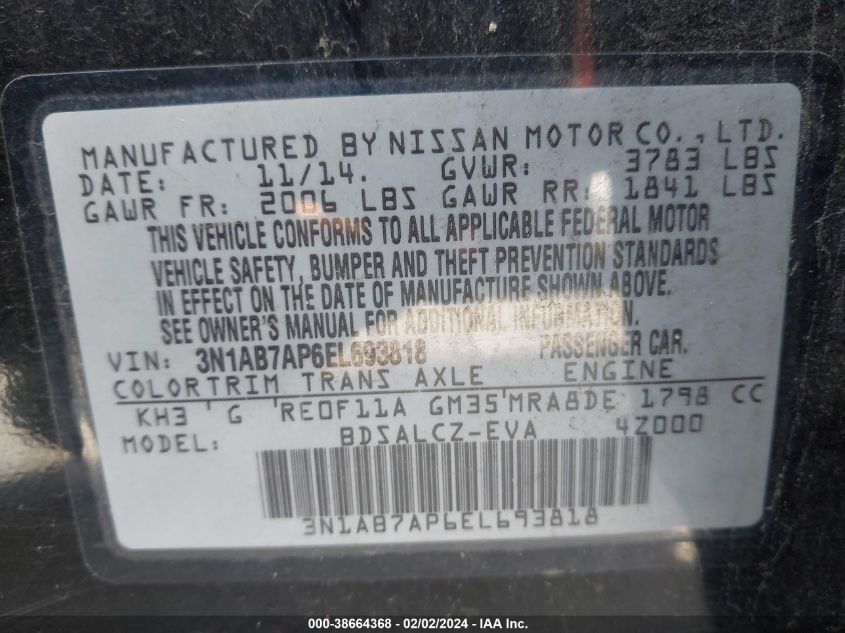 MANUFACTURED BY NISSAN MOTOR CO., LTD.
DATE: 11/14. GVWR: 3783 LBS
GAWR FR: 2006 LBS GAWR RR: 1841 LBS
THIS VEHICLE CONFORMS TO ALL APPLICABLE FEDERAL MOTOR
VEHICLE SAFETY, BUMPER AND THEFT PREVENTION STANDARDS
IN EFFECT ON THE DATE OF MANUFACTURE SHOWN ABOVE.
SEE OWNER'S MANUAL FOR ADDITIONAL INFORMATION.
VIN: 3N1AB7AP6EL693818 PASSENGER CAR.
COLORTRIM TRANS AXLE ENGINE
KH3 ' G 'RE0F11A GM35'MRA8DE 1798 CC
MODEL: BDSALCZ-EVA 4Z000
3N1AB7AP6EL693818
000-38664368 - 02/02/2024 - IAA Inc.